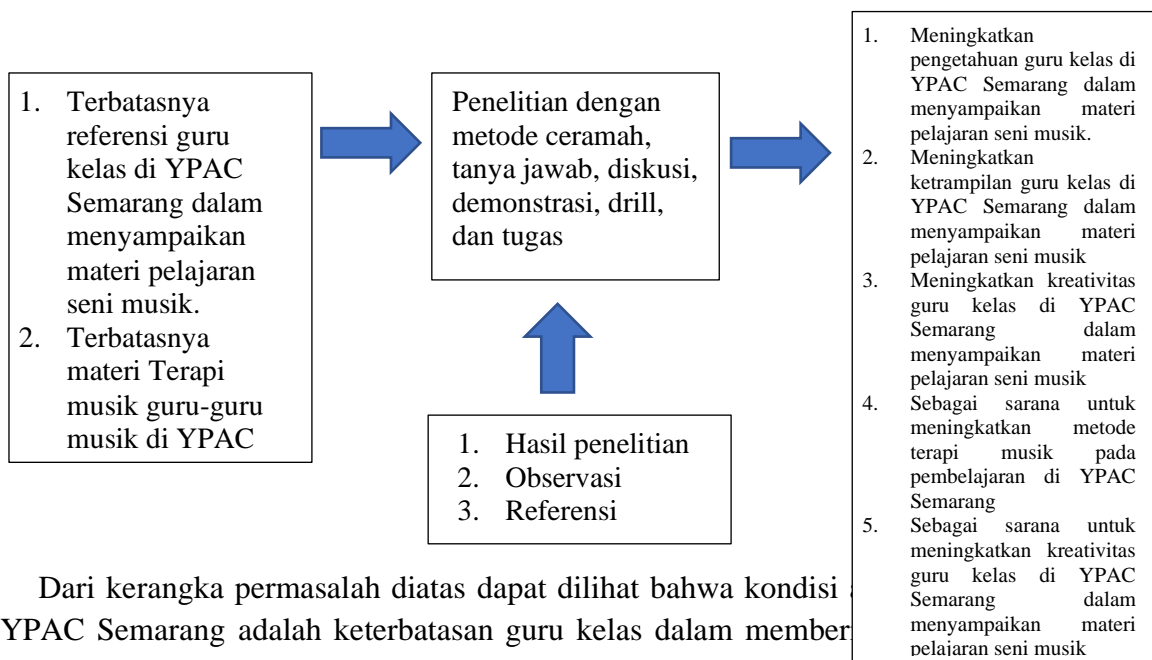 1. Terbatasnya
referensi guru
kelas di YPAC
Semarang dalam
menyampaikan
materi pelajaran
seni musik.
2. Terbatasnya
materi Terapi
musik guru-guru
musik di YPAC
Penelitian dengan
metode ceramah,
tanya jawab, diskusi,
demonstrasi, drill,
dan tugas
1. Hasil penelitian
2. Observasi
3. Referensi
1. Meningkatkan
pengetahuan guru kelas di
YPAC Semarang dalam
menyampaikan materi
pelajaran seni musik.
2. Meningkatkan
ketrampilan guru kelas di
YPAC Semarang dalam
menyampaikan materi
pelajaran seni musik
3. Meningkatkan kreativitas
guru kelas di YPAC
Semarang dalam
menyampaikan materi
pelajaran seni musik
4. Sebagai sarana untuk
meningkatkan metode
terapi musik pada
pembelajaran di YPAC
Semarang
5. Sebagai sarana untuk
meningkatkan kreativitas
guru kelas di YPAC
Semarang dalam
menyampaikan materi
pelajaran seni musik
Dari kerangka permasalah diatas dapat dilihat bahwa kondisi
YPAC Semarang adalah keterbatasan guru kelas dalam